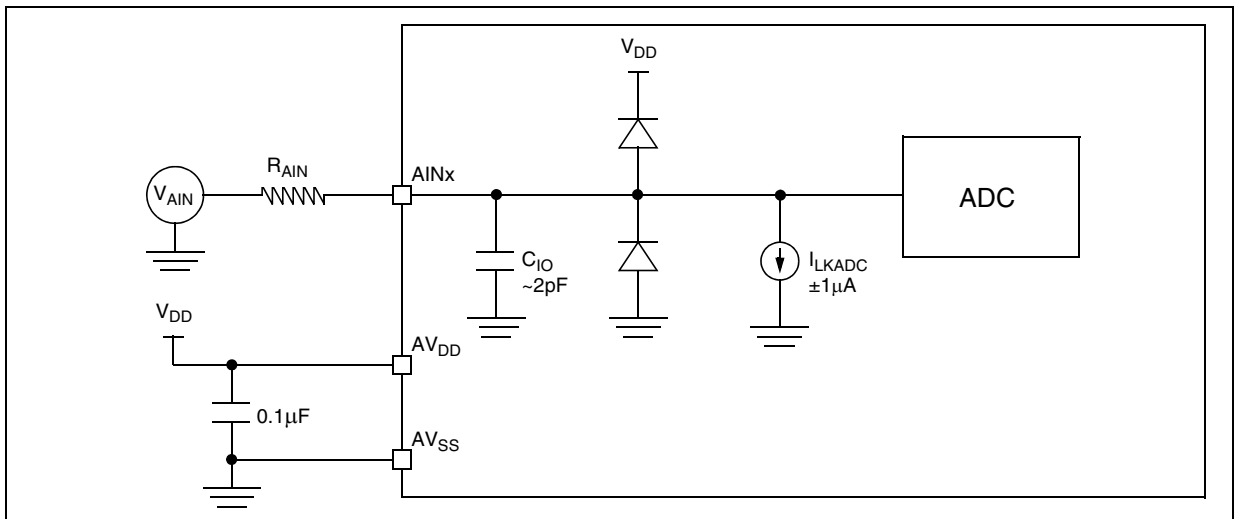 V_DD
R_AIN
AINx
V_AIN
ADC
C_IO
~2pF
I_LKADC
±1μA
V_DD
AV_DD
0.1μF
AV_SS